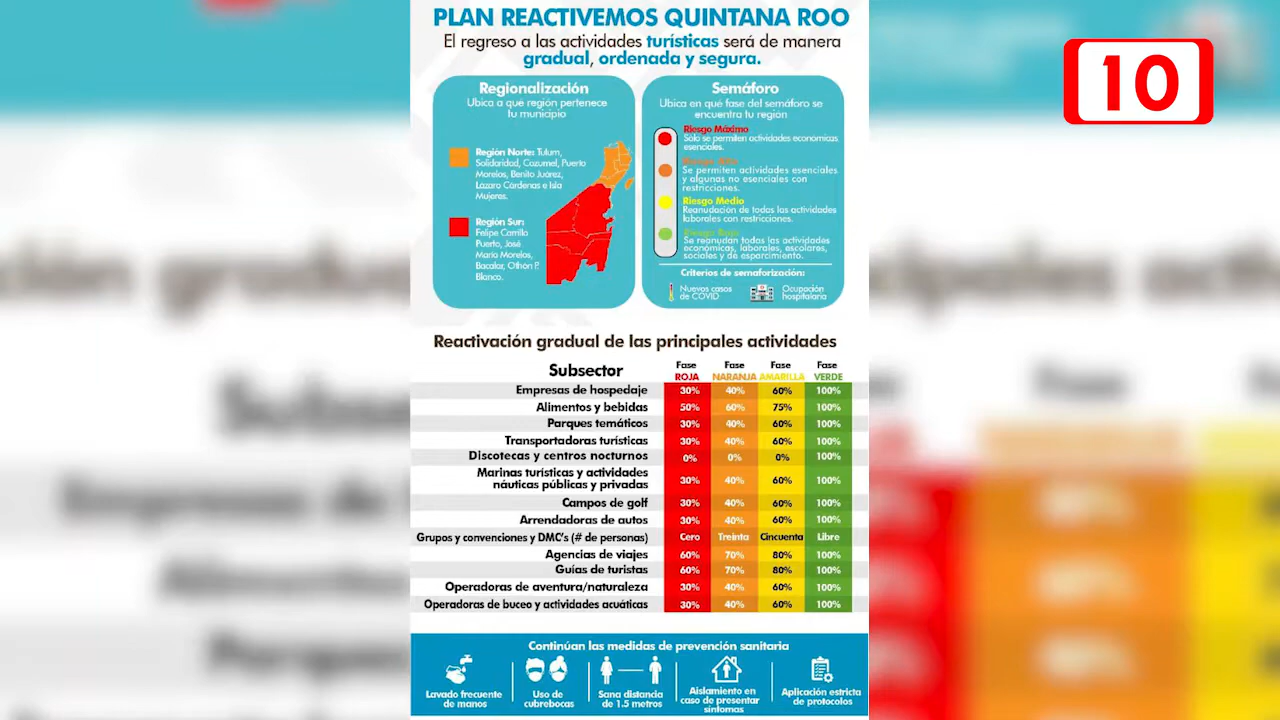 PLAN REACTIVEMOS QUINTANA ROO
El regreso a las actividades turísticas será de manera
gradual, ordenada y segura.
10
Regionalización
Ubica a qué región pertenece
tu municipio
Región Norte: Tulum,
Solidaridad, Cozumel, Puerto
Morelos, Benito Juárez,
Lázaro Cárdenas e Isla
Mujeres.
Región Sur:
Felipe Carrillo
Puerto, José
María Morelos,
Bacalar, Othón P.
Blanco.
Semáforo
Ubica en qué fase del semáforo se
encuentra tu región
Riesgo Máximo
Sólo se permiten actividades económicas
esenciales.
Riesgo Alto
Se permiten actividades esenciales
y algunas no esenciales con
restricciones.
Riesgo Medio
Reanudación de todas las actividades
laborales con restricciones.
Riesgo Bajo
Se reanudan todas las actividades
económicas, laborales, escolares,
sociales y de esparcimiento.
Criterios de semaforización:
Nuevos casos
de COVID
Ocupación
hospitalaria
Reactivación gradual de las principales actividades
Subsector Fase ROJA Fase NARANJA Fase AMARILLA Fase VERDE
Empresas de hospedaje 30% 40% 60% 100%
Alimentos y bebidas 50% 60% 75% 100%
Parques temáticos 30% 40% 60% 100%
Transportadoras turísticas 30% 40% 60% 100%
Discotecas y centros nocturnos 0% 0% 0% 100%
Marinas turísticas y actividades
náuticas públicas y privadas 30% 40% 60% 100%
Campos de golf 30% 40% 60% 100%
Arrendadoras de autos 30% 40% 60% 100%
Grupos y convenciones y DMC's (# de personas) Cero Treinta Cincuenta Libre
Agencias de viajes 60% 70% 80% 100%
Guías de turistas 60% 70% 80% 100%
Operadoras de aventura/naturaleza 30% 40% 60% 100%
Operadoras de buceo y actividades acuáticas 30% 40% 60% 100%
Continúan las medidas de prevención sanitaria
Lavado frecuente
de manos
Uso de
cubrebocas
Sana distancia
de 1.5 metros
Aislamiento en
caso de presentar
síntomas
Aplicación estricta
de protocolos